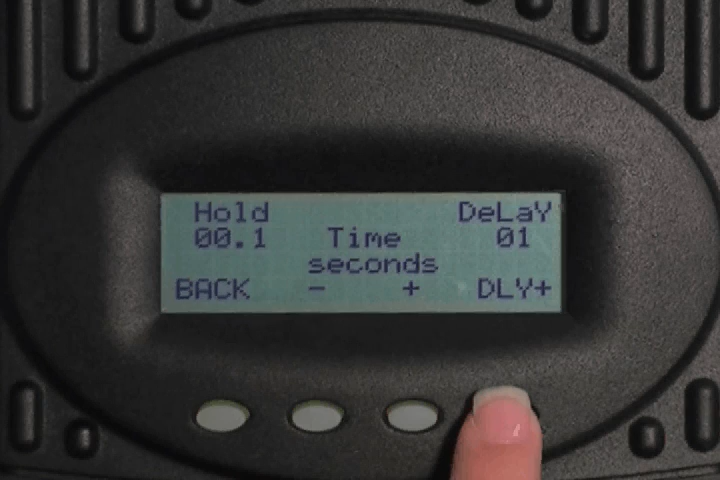 Hold DeLaY
00.1 Time 01
seconds
BACK - + DLY+